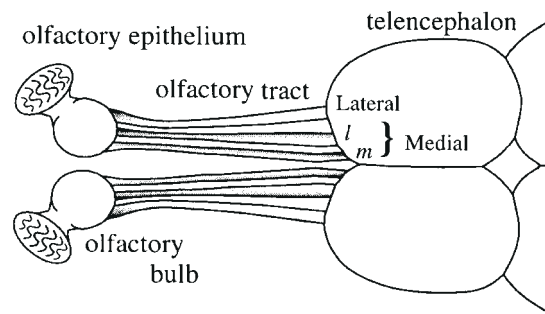 telencephalon
olfactory epithelium
olfactory tract
Lateral
l
m } Medial
olfactory
bulb